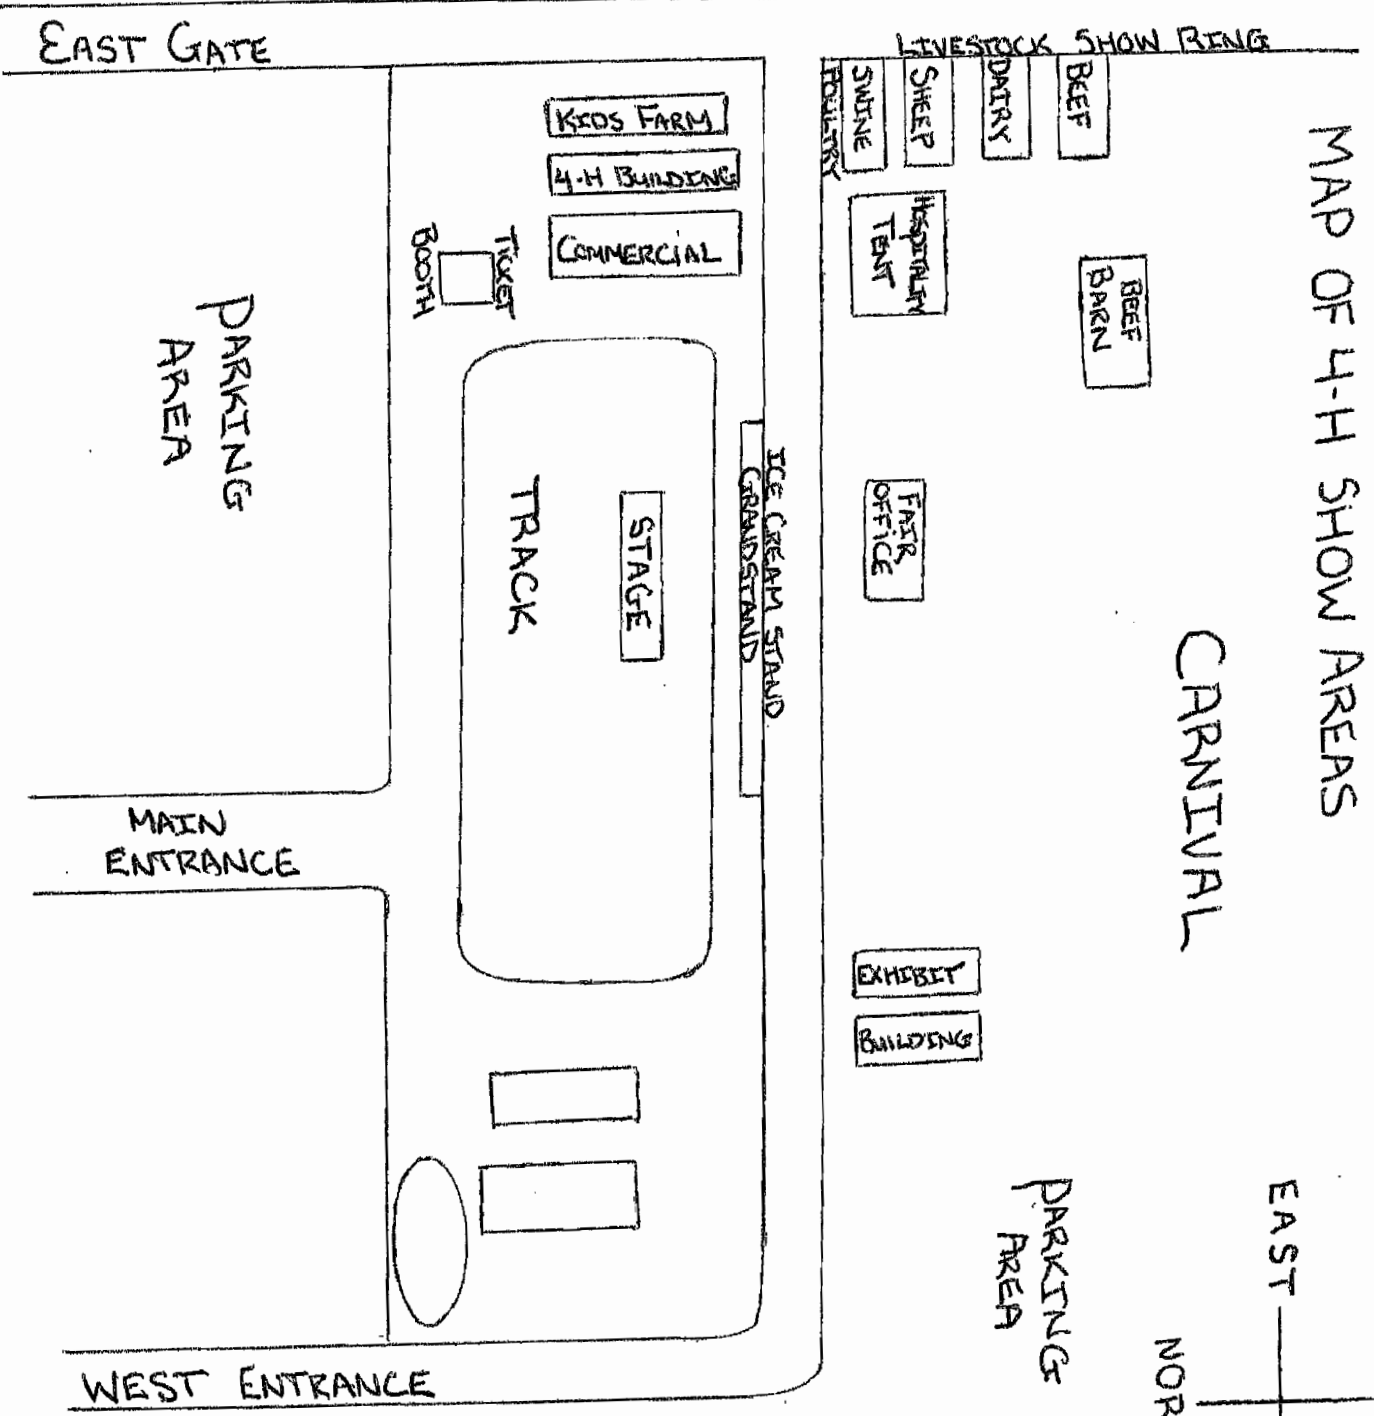 EAST GATE
LIVESTOCK SHOW RING
KIDS FARM
4-H BUILDING
COMMERCIAL
TICKET
BOOTH
POULTRY
SWINE
SHEEP
DAIRY
BEEF
HOSPITALITY
TENT
BEEF
BARN
MAP OF 4-H SHOW AREAS
PARKING
AREA
TRACK
STAGE
GRANDSTAND
ICE CREAM STAND
FAIR
OFFICE
CARNIVAL
MAIN
ENTRANCE
EXHIBIT
BUILDING
PARKING
AREA
EAST
NOR
WEST ENTRANCE